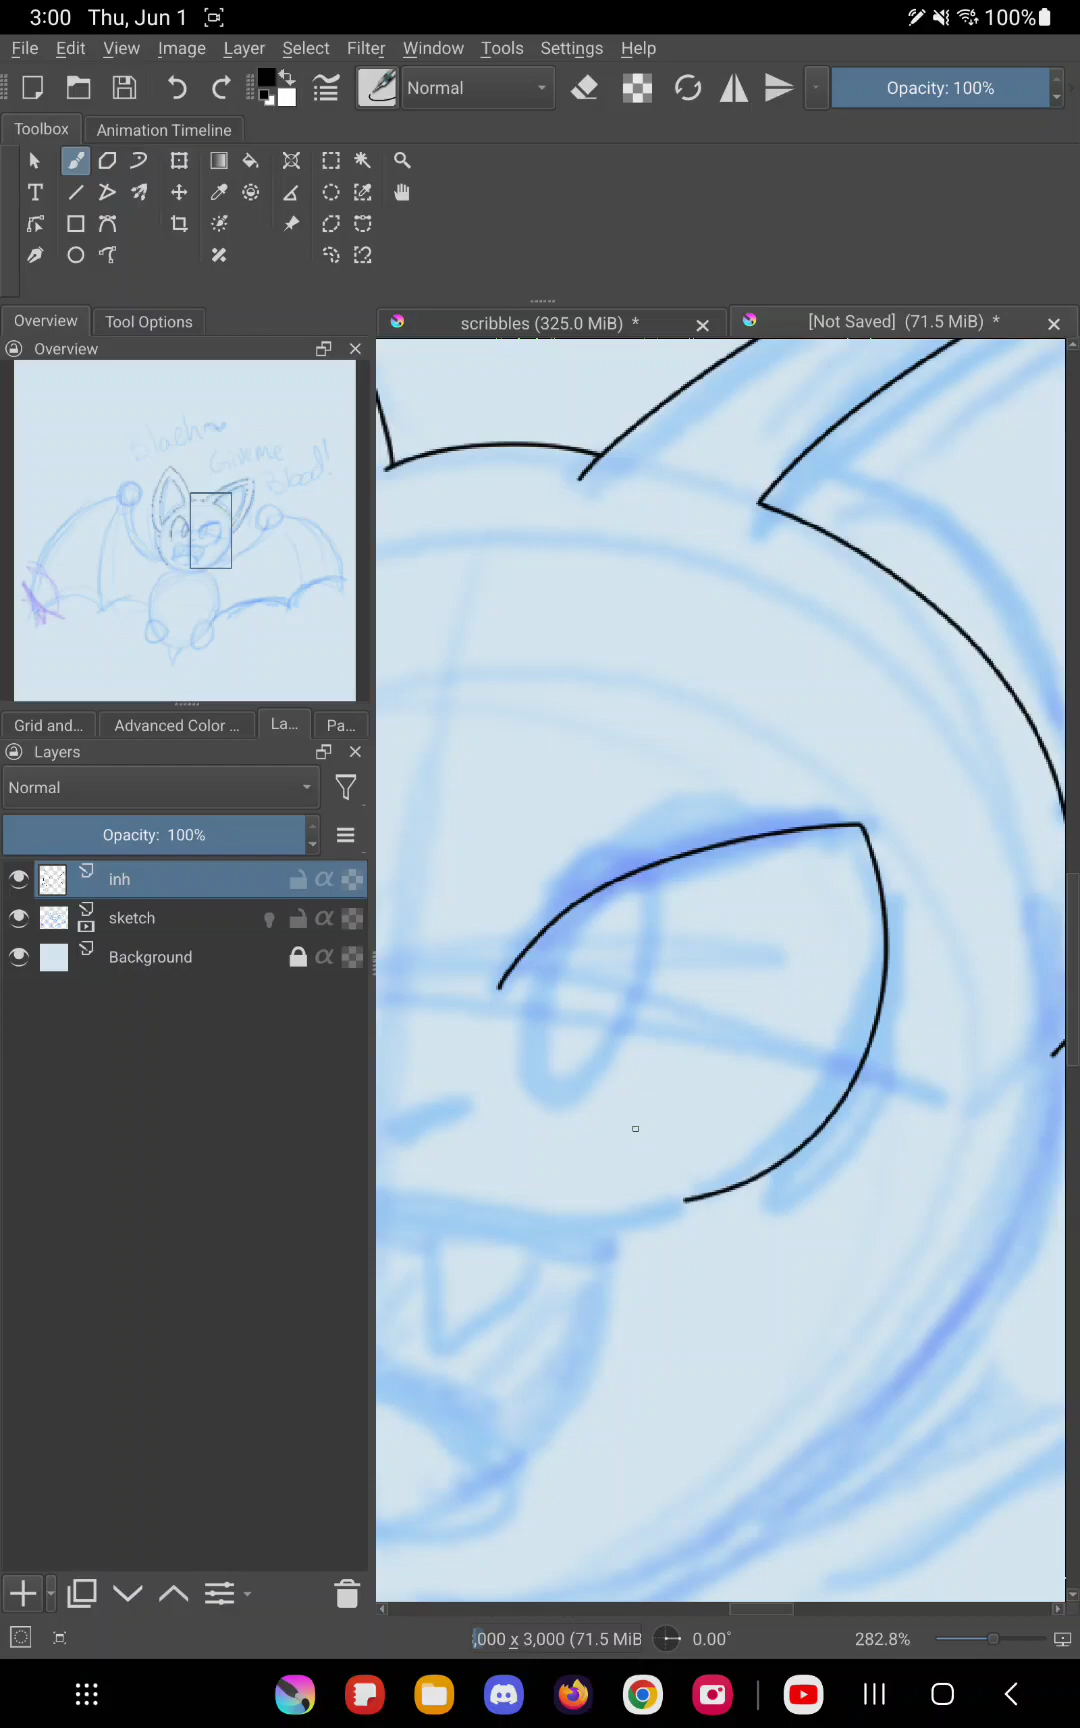 3:00 Thu, Jun 1 100%
File Edit View Image Layer Select Filter Window Tools Settings Help
Normal Opacity: 100%
Toolbox Animation Timeline
Overview Tool Options scribbles (325.0 MiB) * [Not Saved] (71.5 MiB) *
Overview
Give me
Blood!
Grid and... Advanced Color ... La... Pa...
Layers
Normal
Opacity: 100%
inh
sketch
Background
,000 x 3,000 (71.5 MiB 0.00° 282.8%